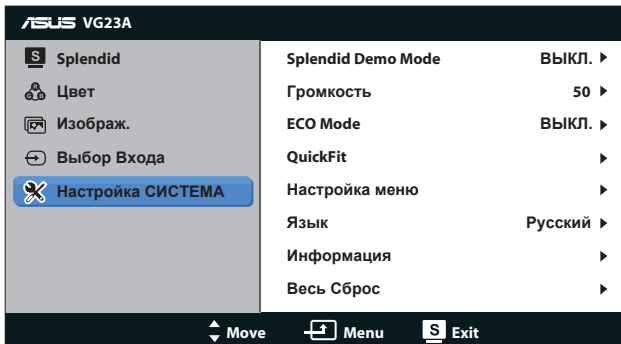 ASUS VG23A
S Splendid
Цвет
Изображ.
Выбор Входа
Настройка СИСТЕМА
Splendid Demo Mode ВЫКЛ.
Громкость 50
ECO Mode ВЫКЛ.
QuickFit
Настройка меню
Язык Русский
Информация
Весь Сброс
Move Menu S Exit